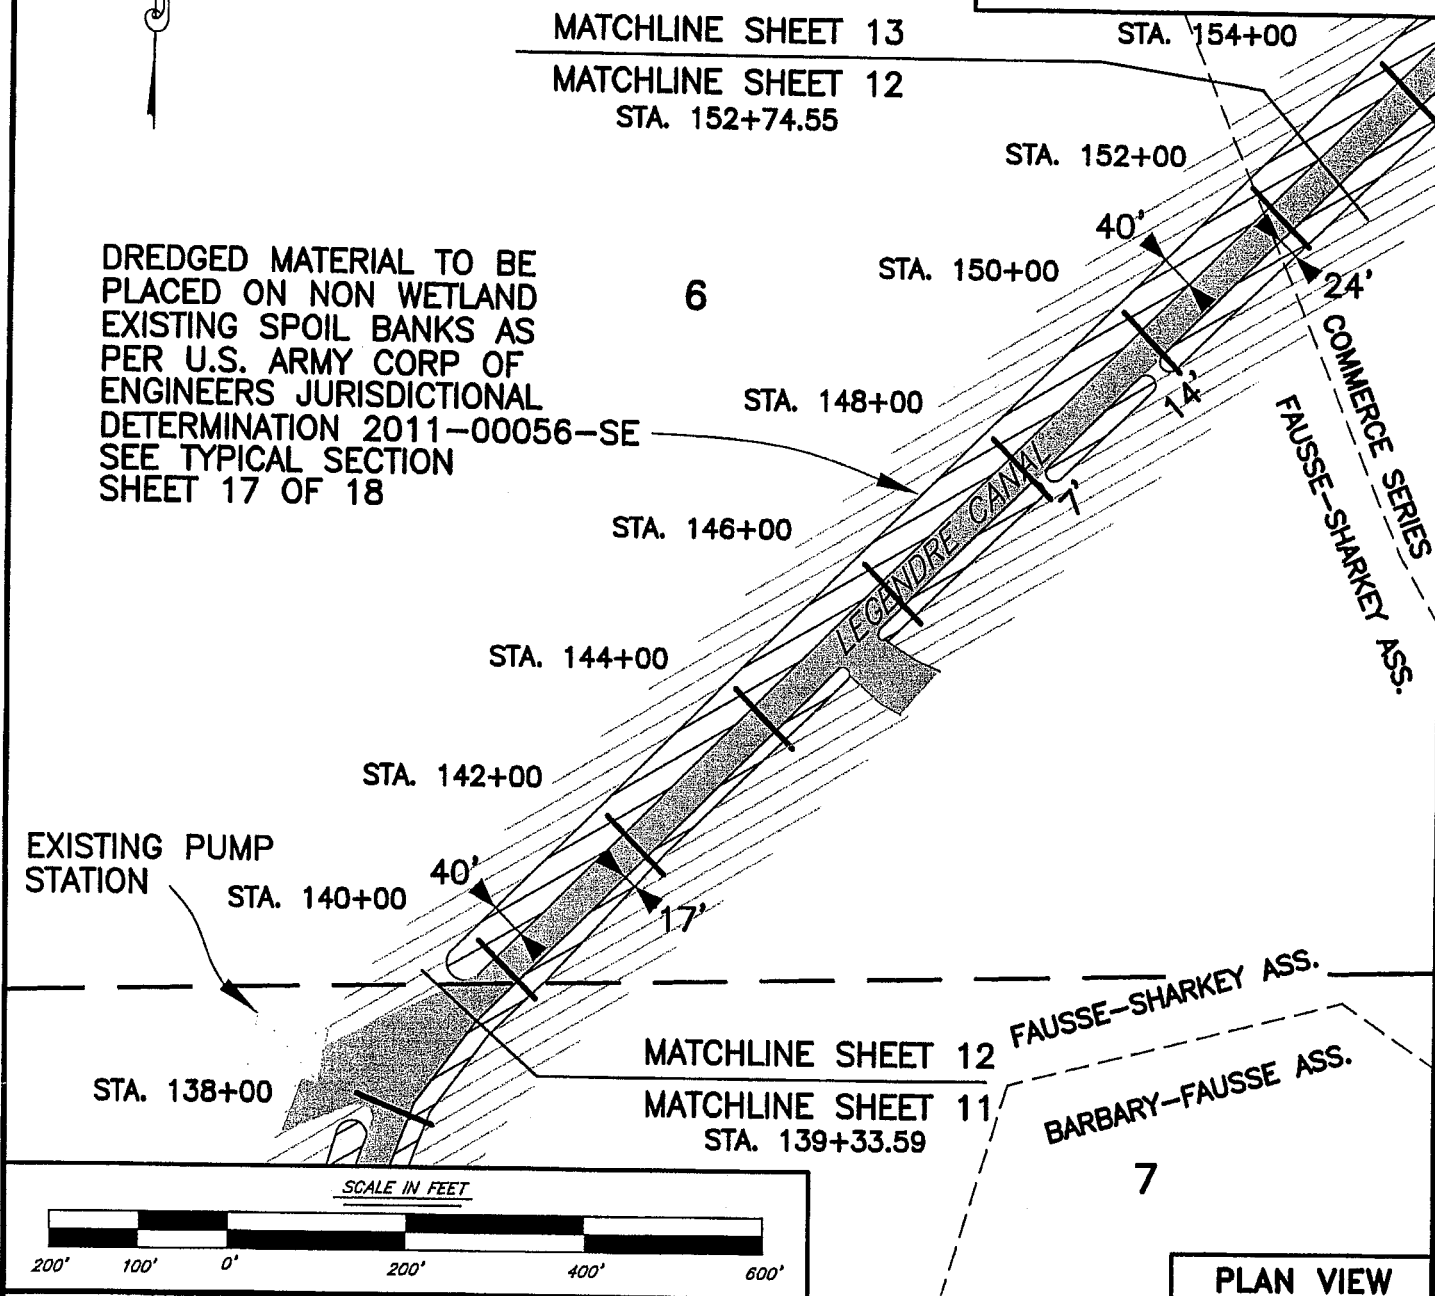 MATCHLINE SHEET 13
MATCHLINE SHEET 12
STA. 152+74.55
STA. 154+00
STA. 152+00
40'
STA. 150+00
24'
DREDGED MATERIAL TO BE
PLACED ON NON WETLAND
EXISTING SPOIL BANKS AS
PER U.S. ARMY CORP OF
ENGINEERS JURISDICTIONAL
DETERMINATION 2011-00056-SE
SEE TYPICAL SECTION
SHEET 17 OF 18
6
COMMERCE SERIES
FAUSSE-SHARKEY ASS.
STA. 148+00
14'
7'
LEGENDRE CANAL
STA. 146+00
STA. 144+00
STA. 142+00
EXISTING PUMP
STATION
STA. 140+00
40'
17'
FAUSSE-SHARKEY ASS.
BARBARY-FAUSSE ASS.
MATCHLINE SHEET 12
MATCHLINE SHEET 11
STA. 139+33.59
STA. 138+00
7
SCALE IN FEET
200' 100' 0' 200' 400' 600'
PLAN VIEW